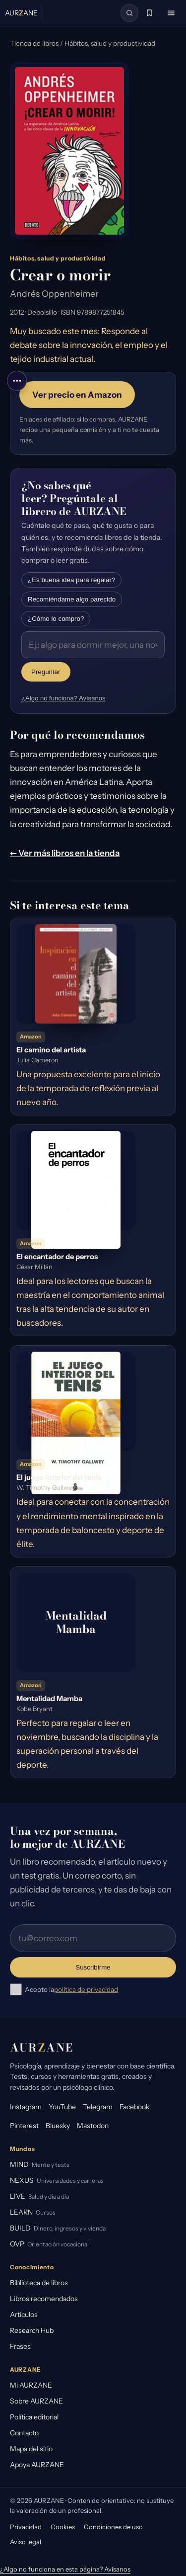 AURZANE
Tienda de libros / Hábitos, salud y productividad
ANDRÉS
OPPENHEIMER
¡CREAR O MORIR!
La esperanza de América Latina
y las cinco claves de la INNOVACIÓN
DEBATE
Hábitos, salud y productividad
Crear o morir
Andrés Oppenheimer
2012 · Debolsillo · ISBN 9789877251845
Muy buscado este mes: Responde al
debate sobre la innovación, el empleo y el
tejido industrial actual.
Ver precio en Amazon
Enlaces de afiliado: si lo compras, AURZANE
recibe una pequeña comisión y a ti no te cuesta
más.
¿No sabes qué
leer? Pregúntale al
librero de AURZANE
Cuéntale qué te pasa, qué te gusta o para
quién es, y te recomienda libros de la tienda.
También responde dudas sobre cómo
comprar o leer gratis.
¿Es buena idea para regalar?
Recomiéndame algo parecido
¿Cómo lo compro?
Ej.: algo para dormir mejor, una nov
Preguntar
¿Algo no funciona? Avísanos
Por qué lo recomendamos
Es para emprendedores y curiosos que
buscan entender los motores de la
innovación en América Latina. Aporta
ejemplos prácticos y testimonios sobre la
importancia de la educación, la tecnología y
la creatividad para transformar la sociedad.
← Ver más libros en la tienda
Si te interesa este tema
Inspiración en
el camino
del artista
Julia Cameron
Amazon
El camino del artista
Julia Cameron
Una propuesta excelente para el inicio
de la temporada de reflexión previa al
nuevo año.
El
encantador
de perros
Amazon
El encantador de perros
César Millán
Ideal para los lectores que buscan la
maestría en el comportamiento animal
tras la alta tendencia de su autor en
buscadores.
EL JUEGO
INTERIOR DEL
TENIS
W. TIMOTHY GALLWEY
Amazon
El juego interior del tenis
W. Timothy Gallwey
Ideal para conectar con la concentración
y el rendimiento mental inspirado en la
temporada de baloncesto y deporte de
élite.
Mentalidad
Mamba
Amazon
Mentalidad Mamba
Kobe Bryant
Perfecto para regalar o leer en
noviembre, buscando la disciplina y la
superación personal a través del
deporte.
Una vez por semana,
lo mejor de AURZANE
Un libro recomendado, el artículo nuevo y
un test gratis. Un correo corto, sin
publicidad de terceros, y te das de baja con
un clic.
tu@correo.com
Suscribirme
Acepto la política de privacidad
AURZANE
Psicología, aprendizaje y bienestar con base científica.
Tests, cursos y herramientas gratis, creados y
revisados por un psicólogo clínico.
Instagram YouTube Telegram Facebook
Pinterest Bluesky Mastodon
Mundos
MIND Mente y tests
NEXUS Universidades y carreras
LIVE Salud y día a día
LEARN Cursos
BUILD Dinero, ingresos y vivienda
OVP Orientación vocacional
Conocimiento
Biblioteca de libros
Libros recomendados
Artículos
Research Hub
Frases
AURZANE
Mi AURZANE
Sobre AURZANE
Política editorial
Contacto
Mapa del sitio
Apoya AURZANE
© 2026 AURZANE · Contenido orientativo: no sustituye
la valoración de un profesional.
Privacidad Cookies Condiciones de uso
Aviso legal
¿Algo no funciona en esta página? Avísanos